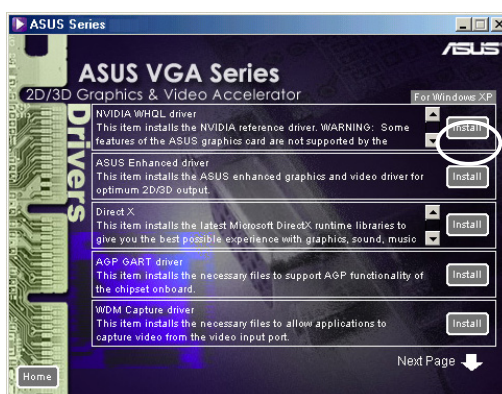 ASUS Series
ASUS
ASUS VGA Series
2D/3D Graphics & Video Accelerator
For Windows XP
Drivers
NVIDIA WHQL driver
This item installs the NVIDIA reference driver. WARNING: Some
features of the ASUS graphics card are not supported by the
Install
ASUS Enhanced driver
This item installs the ASUS enhanced graphics and video driver for
optimum 2D/3D output.
Install
Direct X
This item installs the latest Microsoft DirectX runtime libraries to
give you the best possible experience with graphics, sound, music
Install
AGP GART driver
This item installs the necessary files to support AGP functionality of
the chipset onboard.
Install
WDM Capture driver
This item installs the necessary files to allow applications to
capture video from the video input port.
Install
Next Page
Home